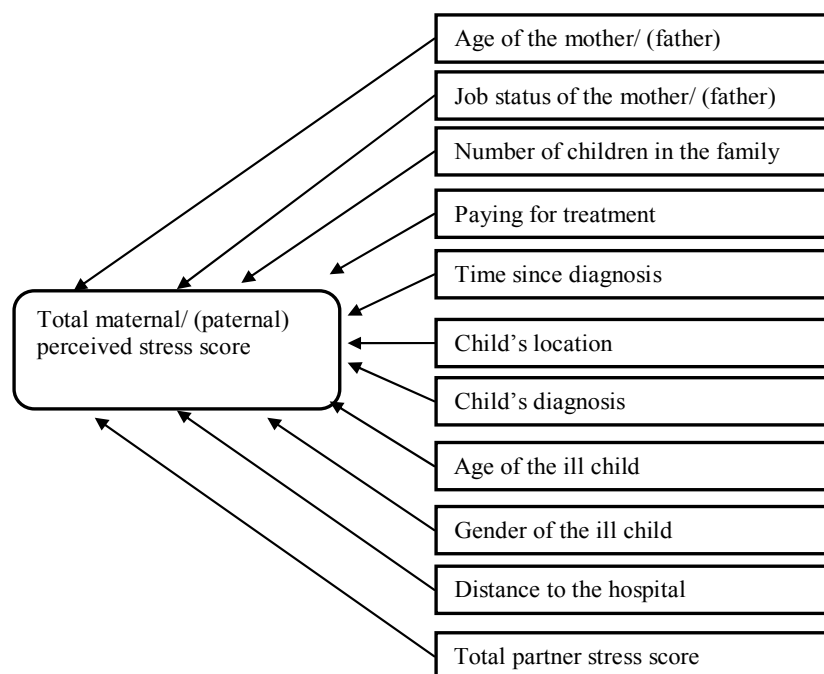 Age of the mother/ (father)
Job status of the mother/ (father)
Number of children in the family
Paying for treatment
Time since diagnosis
Total maternal/ (paternal)
perceived stress score
Child’s location
Child’s diagnosis
Age of the ill child
Gender of the ill child
Distance to the hospital
Total partner stress score